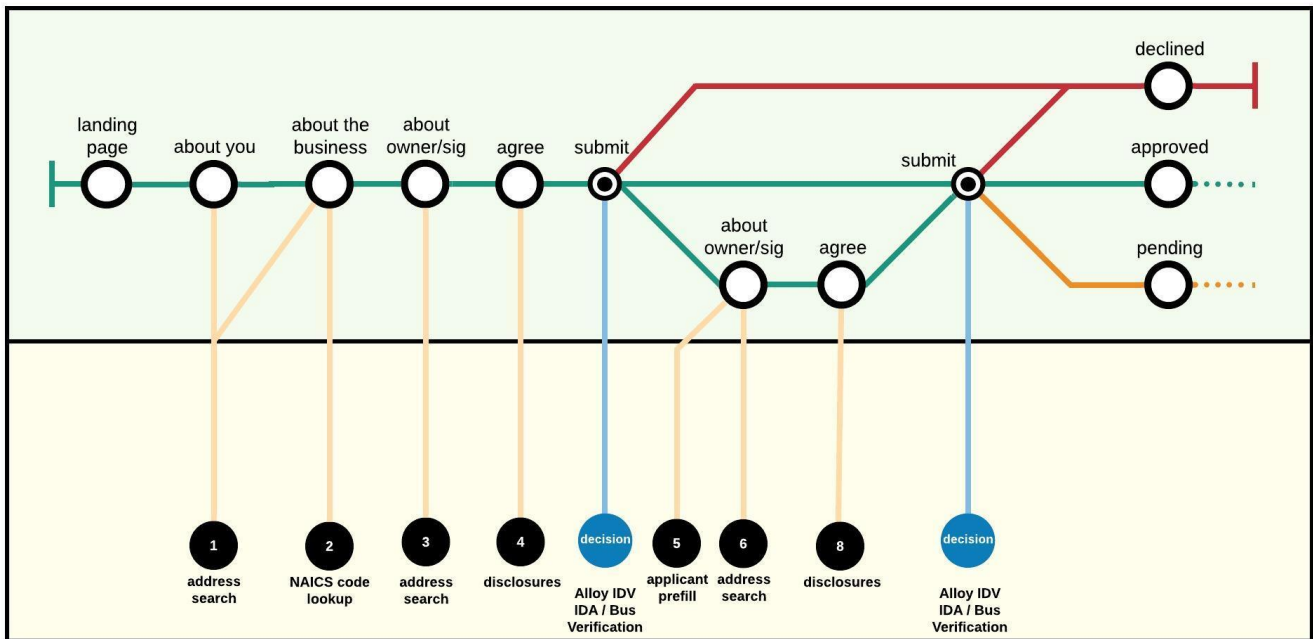 declined
landing
page
about you
about the
business
about
owner/sig
agree
submit
submit
approved
about
owner/sig
agree
pending
1
address
search
2
NAICS code
lookup
3
address
search
4
disclosures
decision
Alloy IDV
IDA / Bus
Verification
5
applicant
prefill
6
address
search
8
disclosures
decision
Alloy IDV
IDA / Bus
Verification